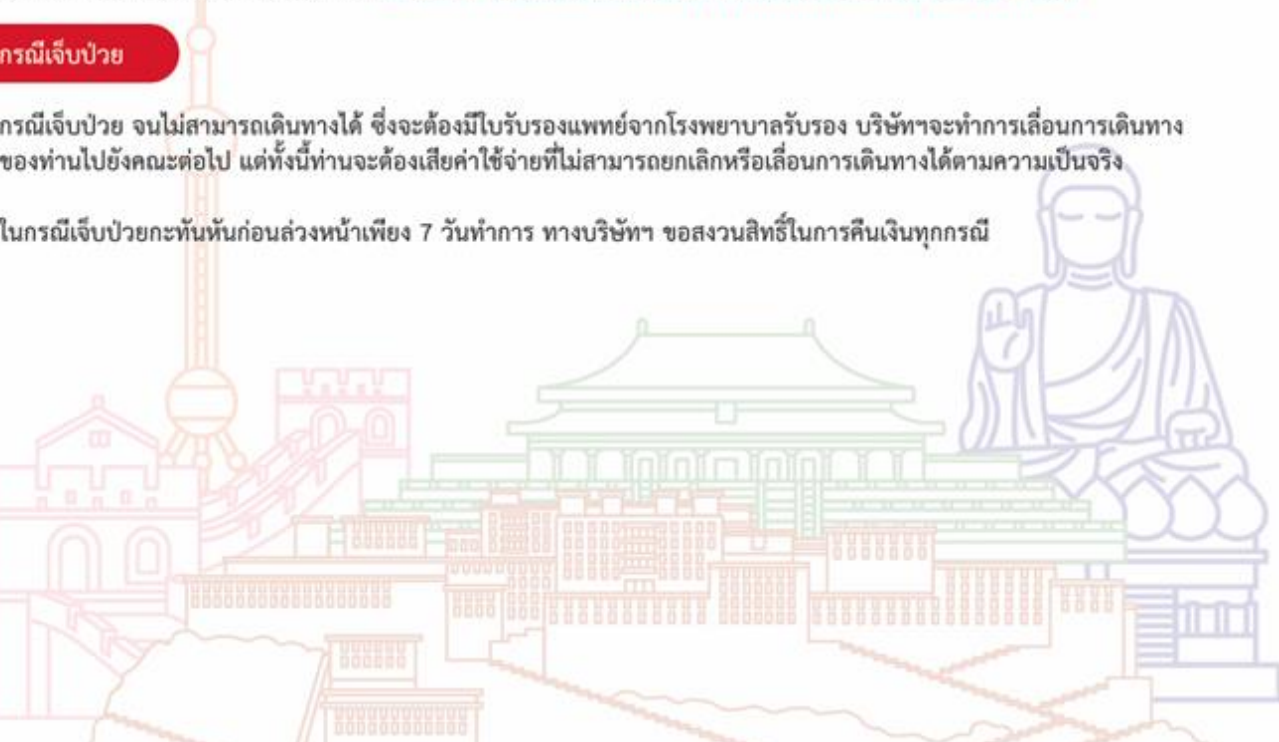 กรณีเจ็บป่วย
กรณีเจ็บป่วย จนไม่สามารถเดินทางได้ ซึ่งจะต้องมีใบรับรองแพทย์จากโรงพยาบาลรับรอง บริษัทฯจะทำการเลื่อนการเดินทาง
ของท่านไปยังคณะต่อไป แต่ทั้งนี้ท่านจะต้องเสียค่าใช้จ่ายที่ไม่สามารถยกเลิกหรือเลื่อนการเดินทางได้ตามความเป็นจริง
ในกรณีเจ็บป่วยกะทันหันก่อนล่วงหน้าเพียง 7 วันทำการ ทางบริษัทฯ ขอสงวนสิทธิ์ในการคืนเงินทุกกรณี